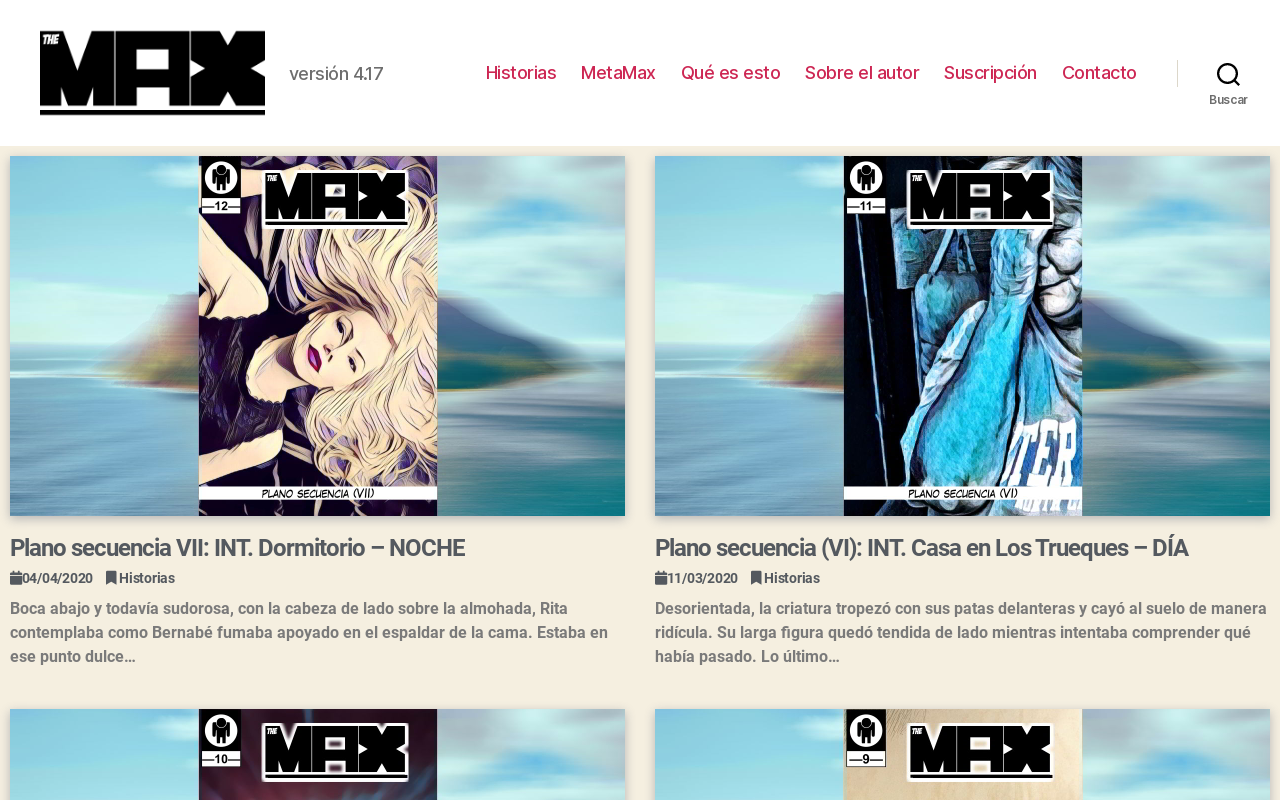 THE MAX
versión 4.17
Historias
MetaMax
Qué es esto
Sobre el autor
Suscripción
Contacto
Buscar
—12—
THE MAX
PLANO SECUENCIA (VII)
—11—
THE MAX
PLANO SECUENCIA (VI)
Plano secuencia VII: INT. Dormitorio – NOCHE
04/04/2020 Historias
Boca abajo y todavía sudorosa, con la cabeza de lado sobre la almohada, Rita
contemplaba como Bernabé fumaba apoyado en el espaldar de la cama. Estaba en
ese punto dulce…
Plano secuencia (VI): INT. Casa en Los Trueques – DÍA
11/03/2020 Historias
Desorientada, la criatura tropezó con sus patas delanteras y cayó al suelo de manera
ridícula. Su larga figura quedó tendida de lado mientras intentaba comprender qué
había pasado. Lo último…
—10—
THE MAX
—9—
THE MAX